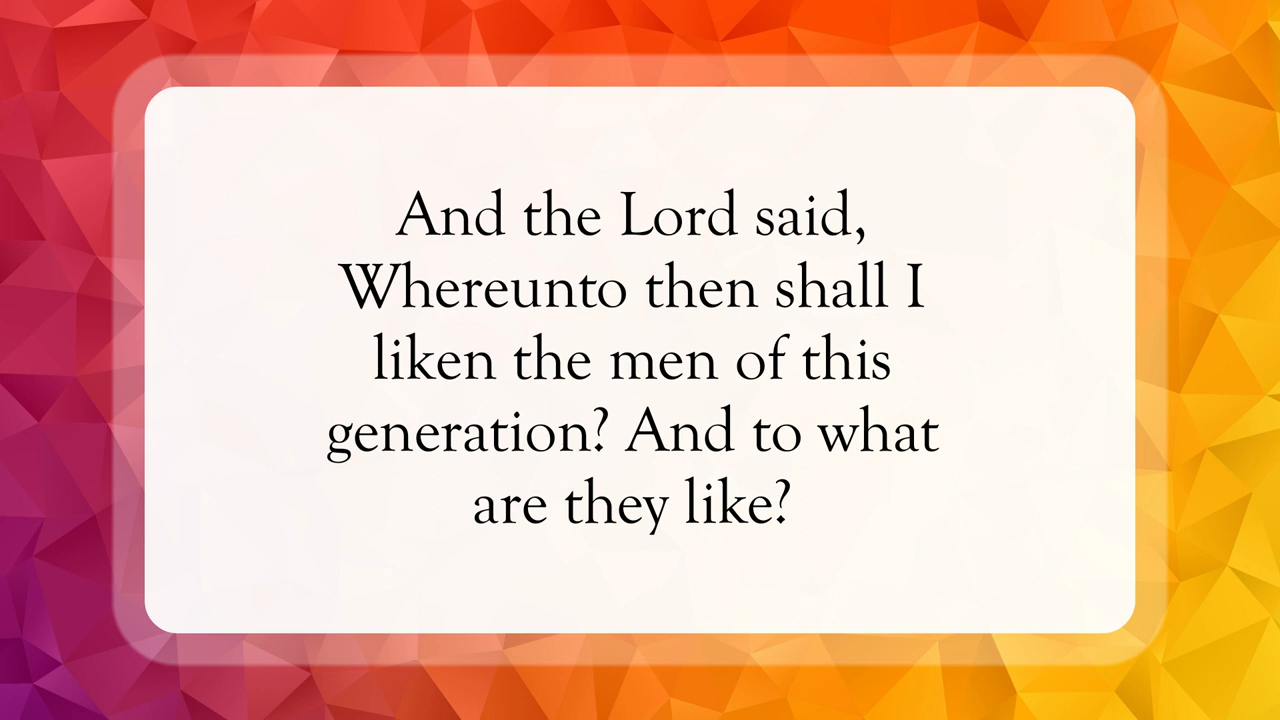 And the Lord said,
Whereunto then shall I
liken the men of this
generation? And to what
are they like?